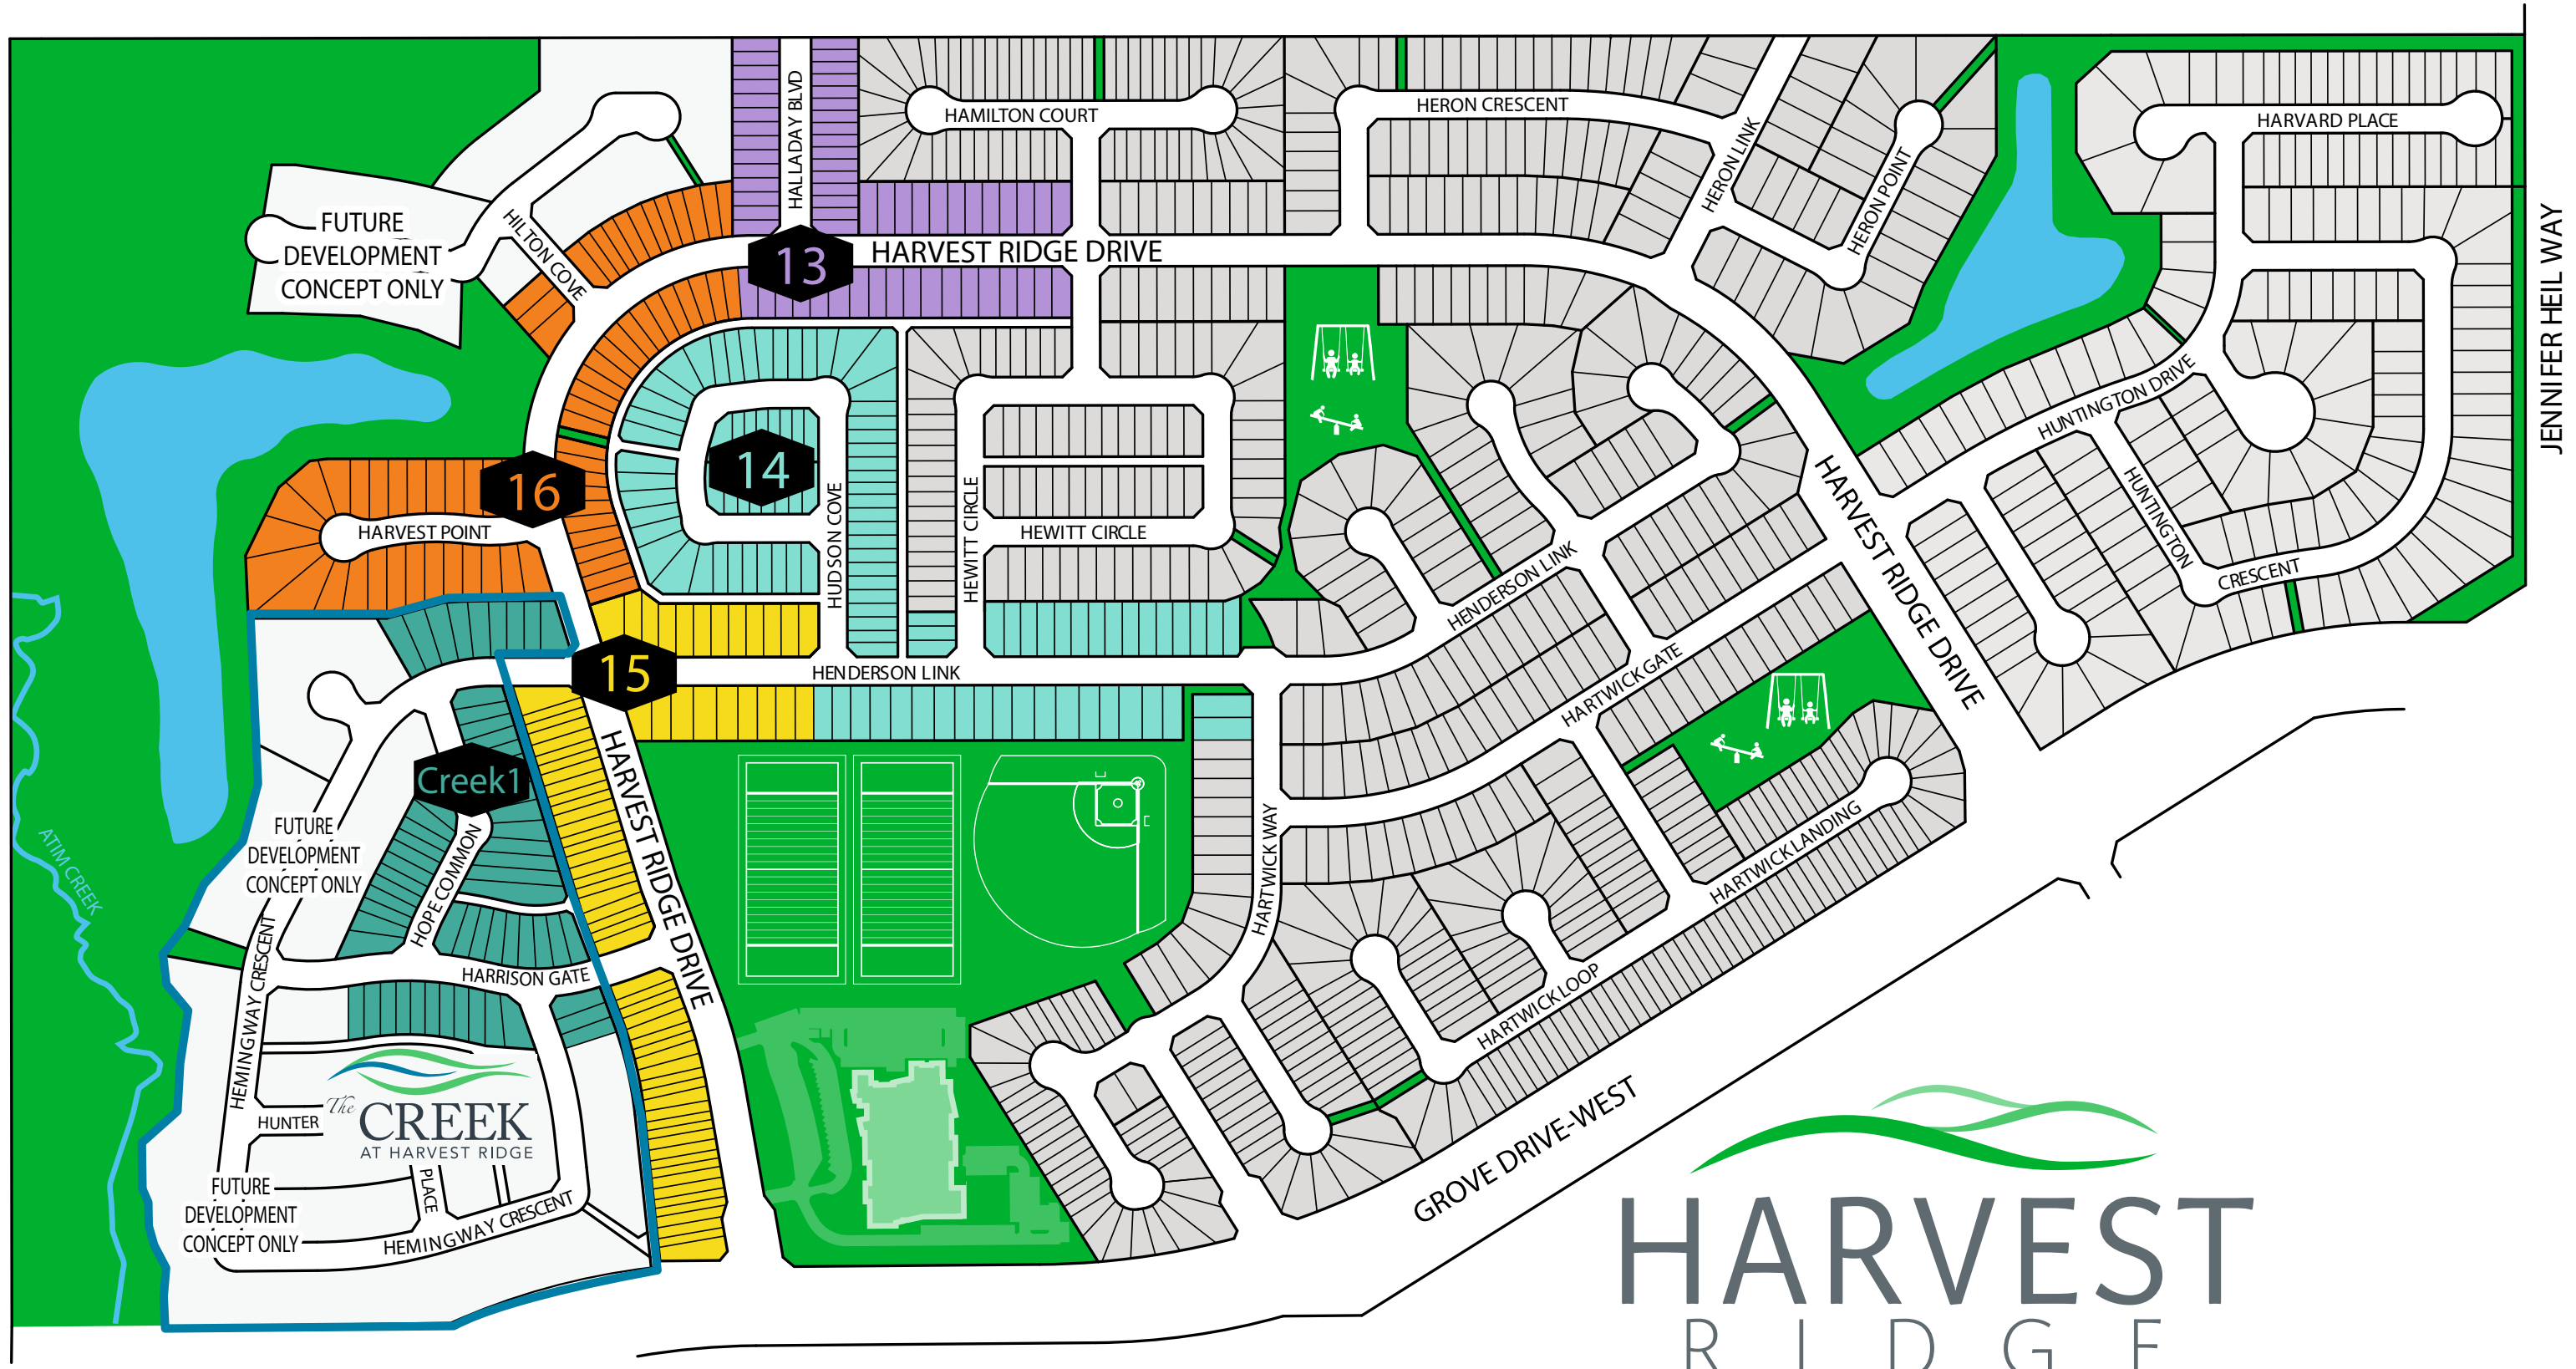 HALLADAY BLVD
HAMILTON COURT
HERON CRESCENT
HERON LINK
HERON POINT
HARVARD PLACE
JENNIFER HEIL WAY
FUTURE
DEVELOPMENT
CONCEPT ONLY
HILTON COVE
13
HARVEST RIDGE DRIVE
14
16
HARVEST POINT
HUDSON COVE
HEWITT CIRCLE
HEWITT CIRCLE
HENDERSON LINK
HARVEST RIDGE DRIVE
HUNTINGTON DRIVE
HUNTINGTON
CRESCENT
15
HENDERSON LINK
HARTWICK GATE
Creek1
HARVEST RIDGE DRIVE
HARTWICK WAY
HARTWICK LANDING
HARTWICK LOOP
ATIM CREEK
FUTURE
DEVELOPMENT
CONCEPT ONLY
HOPE COMMON
HARRISON GATE
HEMINGWAY CRESCENT
HUNTER
The
CREEK
AT HARVEST RIDGE
PLACE
FUTURE
DEVELOPMENT
CONCEPT ONLY
HEMINGWAY CRESCENT
GROVE DRIVE-WEST
HARVEST
RIDGE